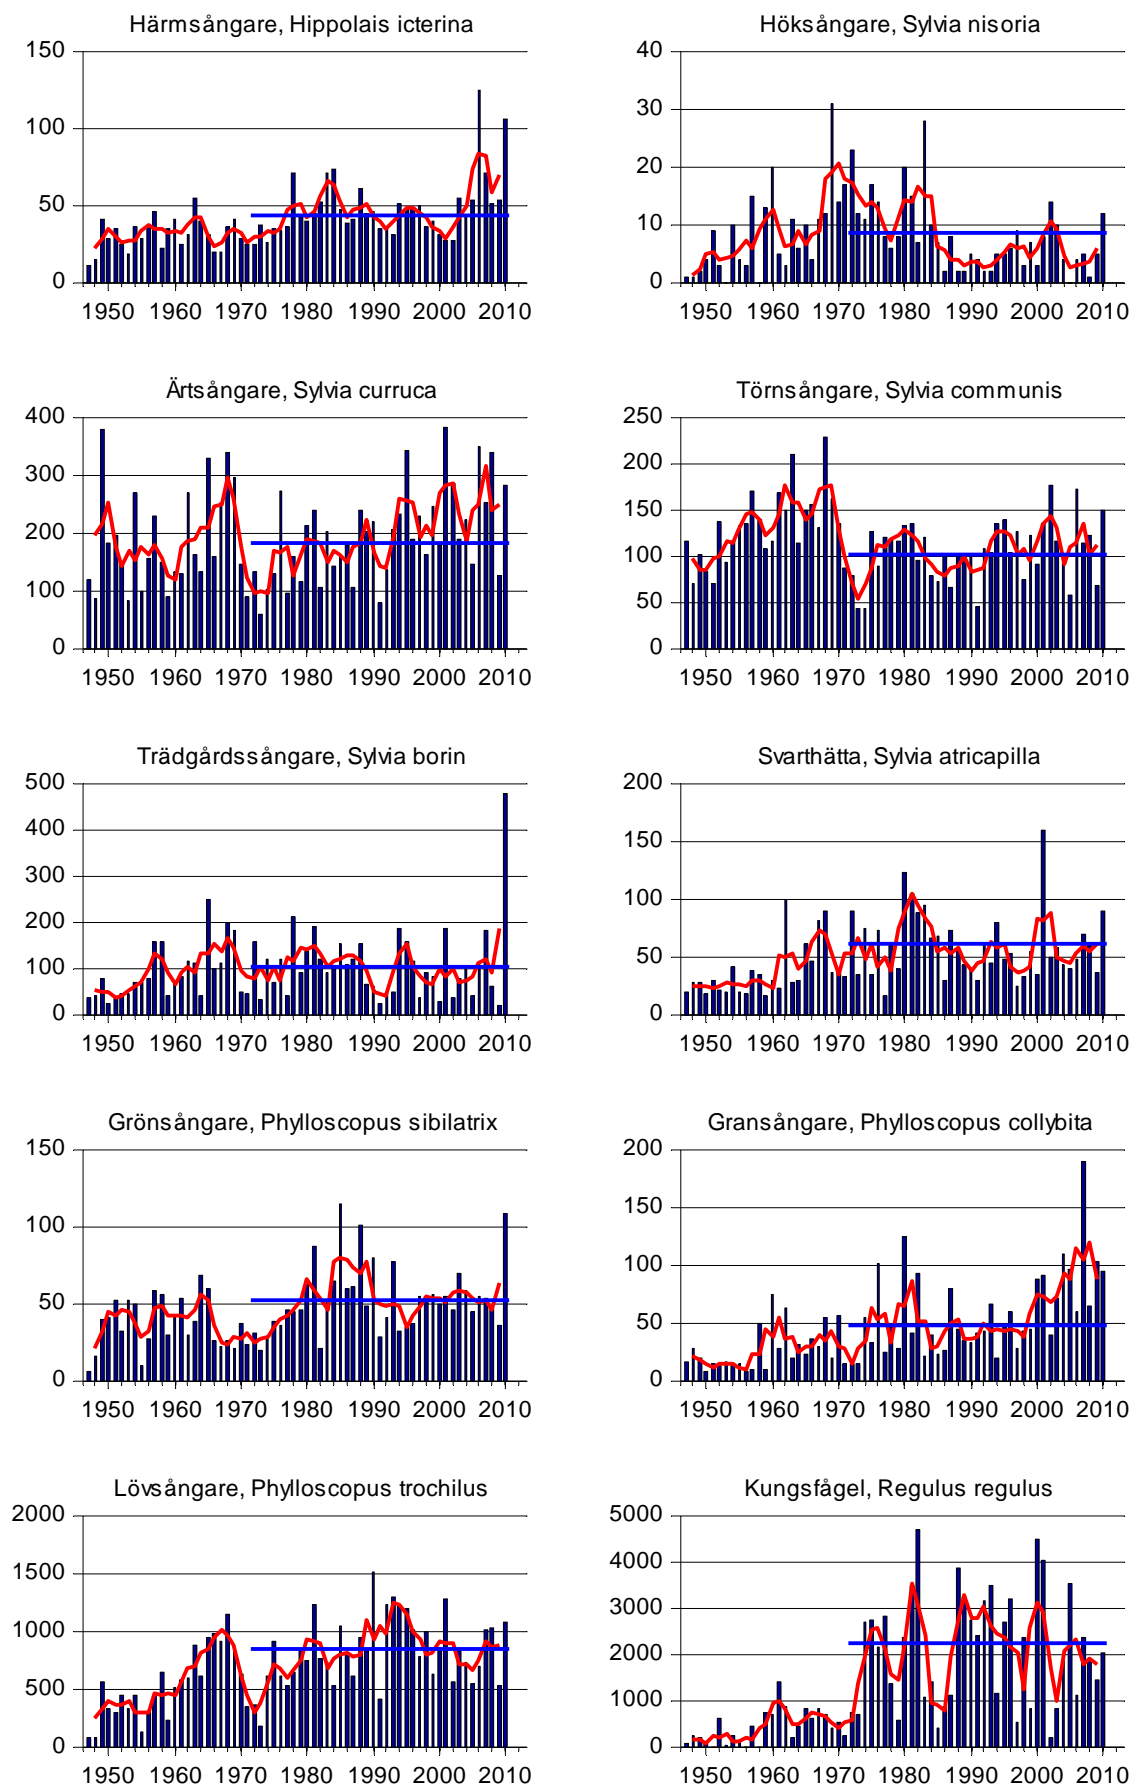 Härmsångare, Hippolais icterina
150
100
50
0
1950 1960 1970 1980 1990 2000 2010
Höksångare, Sylvia nisoria
40
30
20
10
0
1950 1960 1970 1980 1990 2000 2010
Ärtsångare, Sylvia curruca
400
300
200
100
0
1950 1960 1970 1980 1990 2000 2010
Törnsångare, Sylvia communis
250
200
150
100
50
0
1950 1960 1970 1980 1990 2000 2010
Trädgårdssångare, Sylvia borin
500
400
300
200
100
0
1950 1960 1970 1980 1990 2000 2010
Svarthätta, Sylvia atricapilla
200
150
100
50
0
1950 1960 1970 1980 1990 2000 2010
Grönsångare, Phylloscopus sibilatrix
150
100
50
0
1950 1960 1970 1980 1990 2000 2010
Gransångare, Phylloscopus collybita
200
150
100
50
0
1950 1960 1970 1980 1990 2000 2010
Lövsångare, Phylloscopus trochilus
2000
1500
1000
500
0
1950 1960 1970 1980 1990 2000 2010
Kungsfågel, Regulus regulus
5000
4000
3000
2000
1000
0
1950 1960 1970 1980 1990 2000 2010